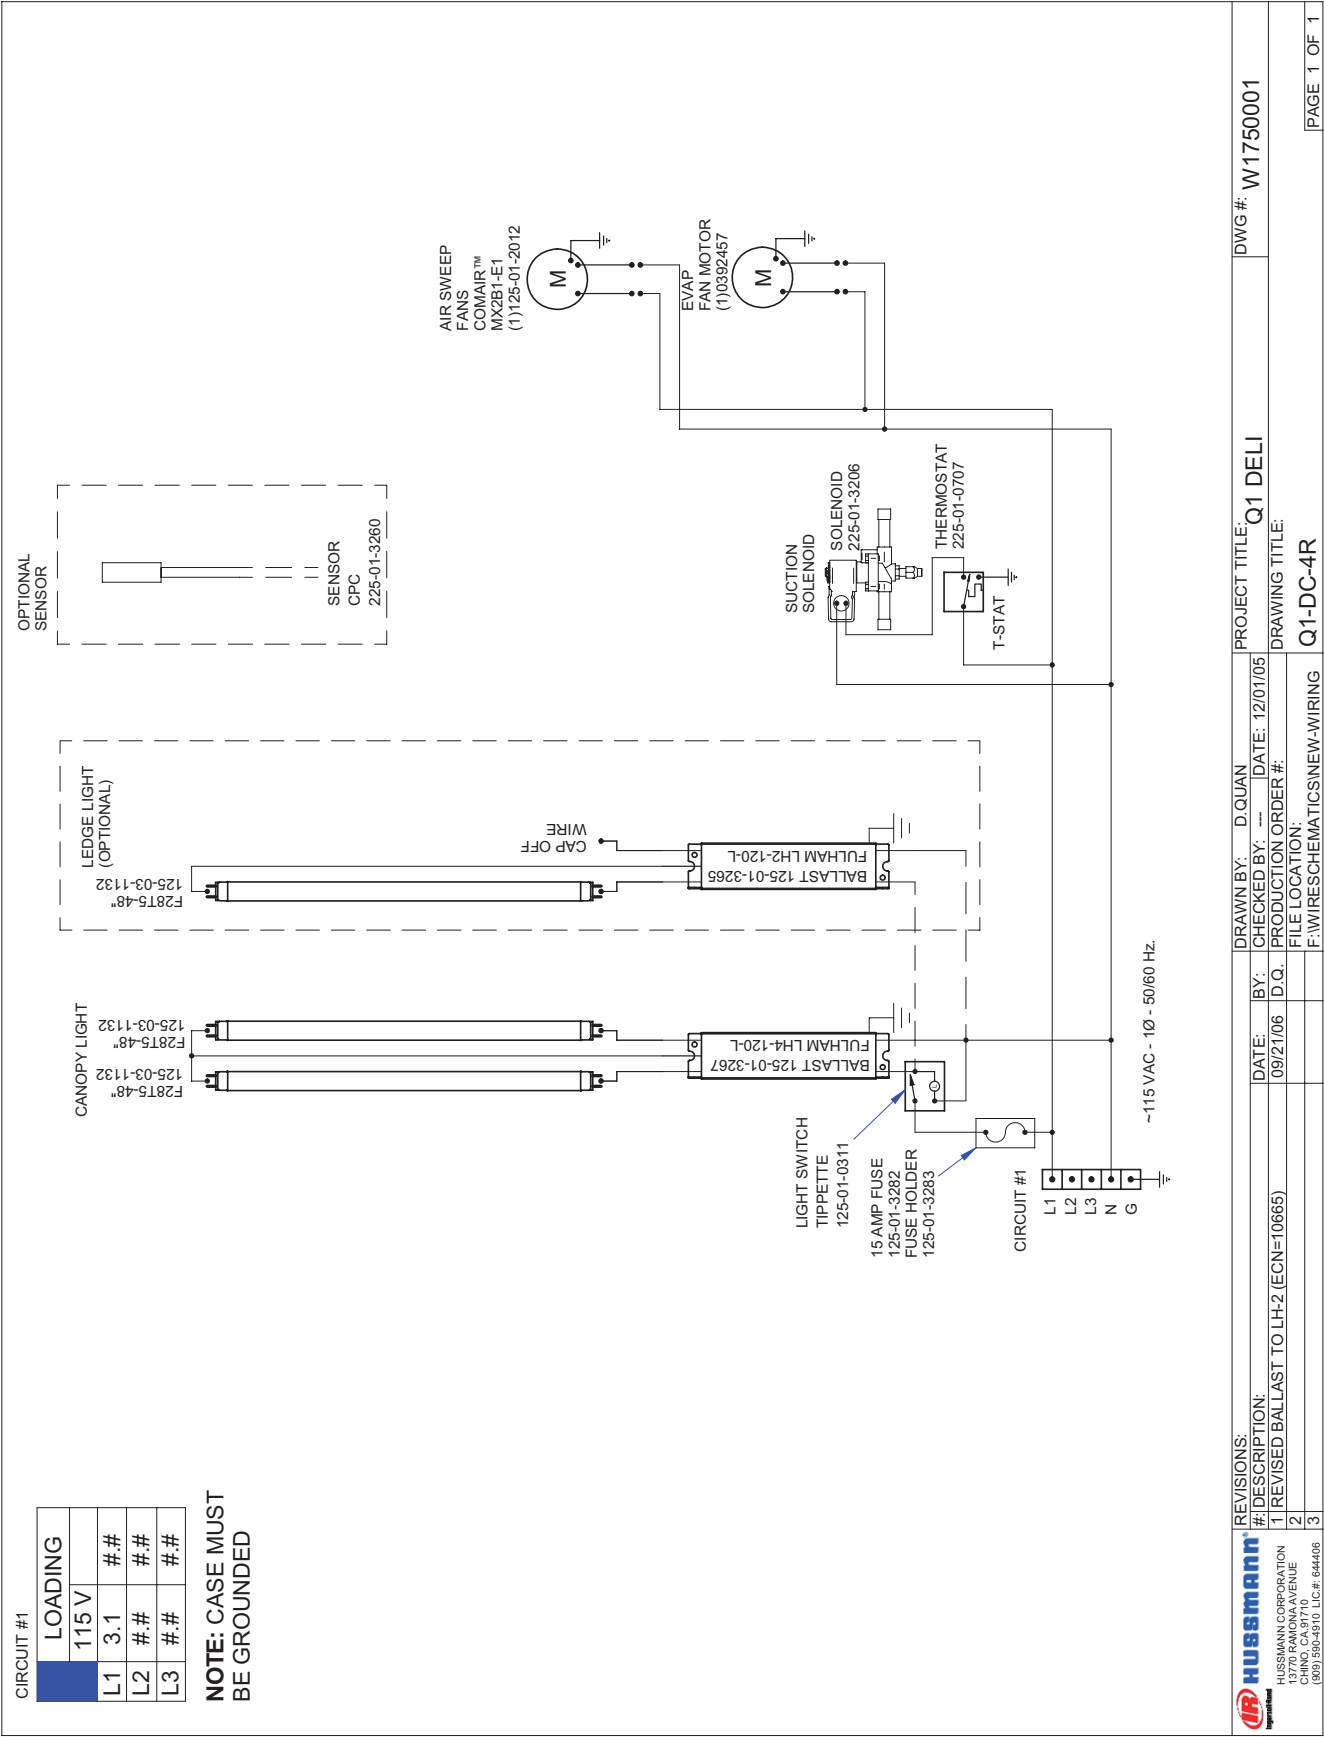 CIRCUIT #1
LOADING
115 V
L1 3.1 #.#
L2 #.# #.#
L3 #.# #.#
NOTE: CASE MUST
BE GROUNDED
OPTIONAL
SENSOR
SENSOR
CPC
225-01-3260
CANOPY LIGHT
F28T5-48"
125-03-1132
F28T5-48"
125-03-1132
LEDGE LIGHT
(OPTIONAL)
F28T5-48"
125-03-1132
CAP OFF
WIRE
BALLAST 125-01-3267
FULHAM LH4-120-L
BALLAST 125-01-3265
FULHAM LH2-120-L
AIR SWEEP
FANS
COMAIR™
MX2B1-E1
(1)125-01-2012
M
EVAP
FAN MOTOR
(1)0392457
M
SUCTION
SOLENOID
SOLENOID
225-01-3206
THERMOSTAT
225-01-0707
T-STAT
LIGHT SWITCH
TIPPETTE
125-01-0311
L
15 AMP FUSE
125-01-3282
FUSE HOLDER
125-01-3283
CIRCUIT #1
L1
L2
L3
N
G
~115 VAC - 1Ø - 50/60 Hz.
IR HUSSMANN
Ingersoll-Rand
HUSSMANN CORPORATION
13770 RAMONA AVENUE
CHINO, CA.91710
(909) 590-4910 LIC.#: 644406
REVISIONS:
#: DESCRIPTION: DATE: BY:
1 REVISED BALLAST TO LH-2 (ECN=10665) 09/21/06 D.Q.
2
3
DRAWN BY: D.QUAN
CHECKED BY: --- DATE: 12/01/05
PRODUCTION ORDER #:
FILE LOCATION:
F:\WIRESCHEMATICS\NEW-WIRING
PROJECT TITLE: Q1 DELI
DRAWING TITLE:
Q1-DC-4R
DWG #: W1750001
PAGE 1 OF 1